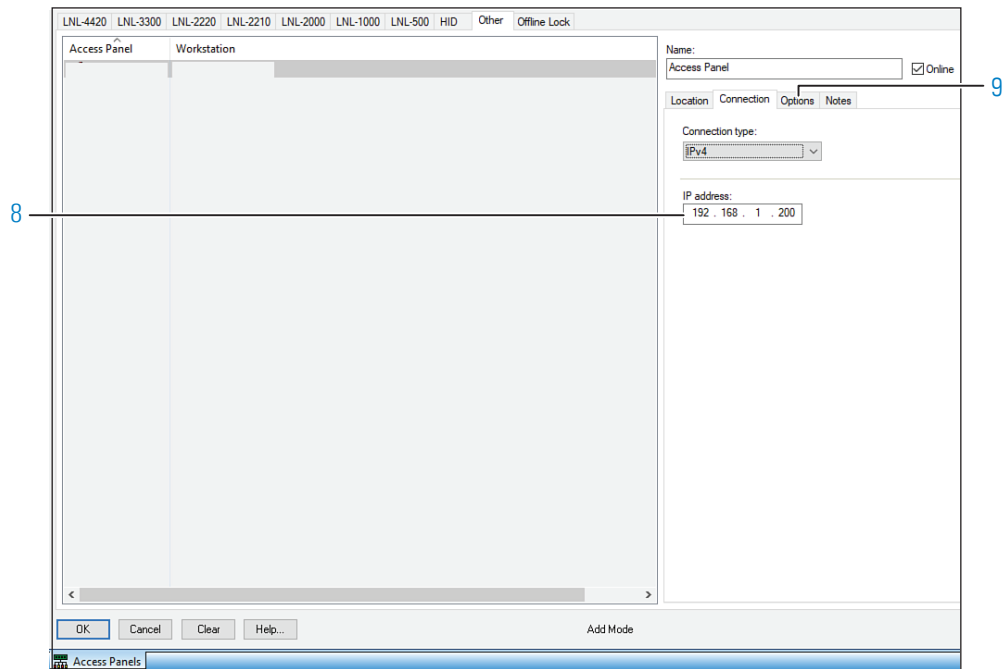 LNL-4420 LNL-3300 LNL-2220 LNL-2210 LNL-2000 LNL-1000 LNL-500 HID Other Offline Lock
Access Panel Workstation
Name:
Access Panel Online
9
Location Connection Options Notes
Connection type:
IPv4
IP address:
8
192 . 168 . 1 . 200
OK Cancel Clear Help... Add Mode
Access Panels